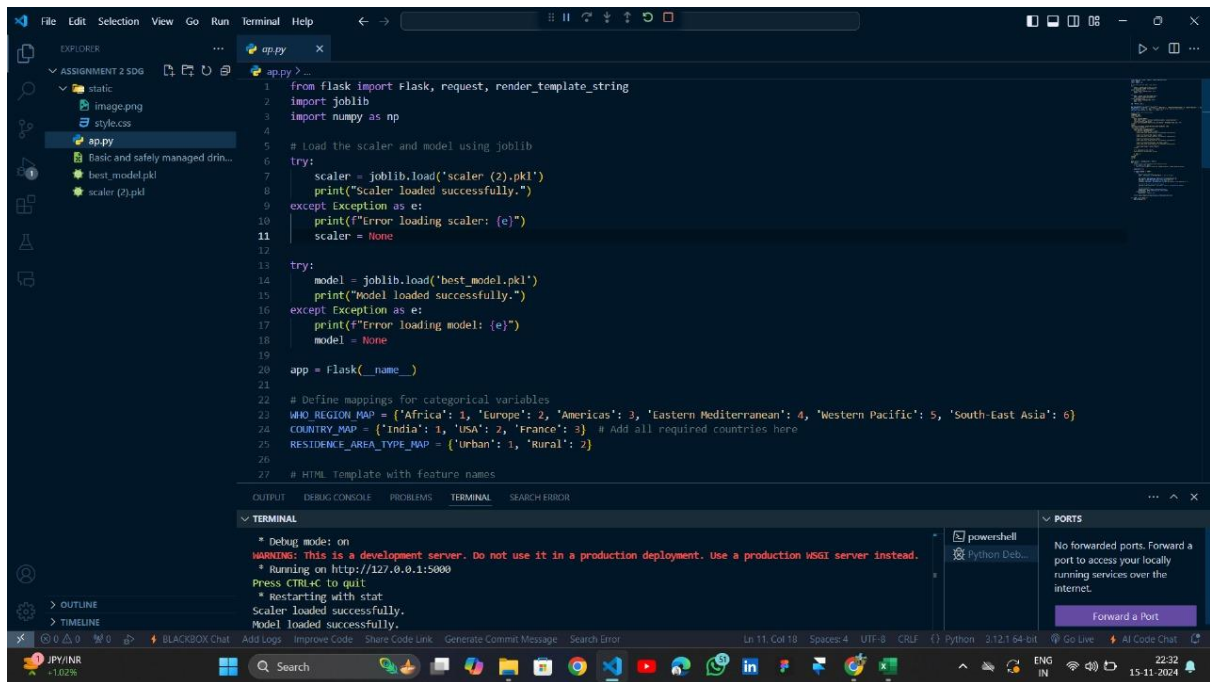 File Edit Selection View Go Run Terminal Help
EXPLORER
ASSIGNMENT 2 SDG
static
image.png
style.css
ap.py
Basic and safely managed drin...
best_model.pkl
scaler (2).pkl
OUTLINE
TIMELINE
ap.py
ap.py > ...
1 from flask import Flask, request, render_template_string
2 import joblib
3 import numpy as np
4
5 # Load the scaler and model using joblib
6 try:
7 scaler = joblib.load('scaler (2).pkl')
8 print("Scaler loaded successfully.")
9 except Exception as e:
10 print(f"Error loading scaler: {e}")
11 scaler = None
12
13 try:
14 model = joblib.load('best_model.pkl')
15 print("Model loaded successfully.")
16 except Exception as e:
17 print(f"Error loading model: {e}")
18 model = None
19
20 app = Flask(__name__)
21
22 # Define mappings for categorical variables
23 WHO_REGION_MAP = {'Africa': 1, 'Europe': 2, 'Americas': 3, 'Eastern Mediterranean': 4, 'Western Pacific': 5, 'South-East Asia': 6}
24 COUNTRY_MAP = {'India': 1, 'USA': 2, 'France': 3} # Add all required countries here
25 RESIDENCE_AREA_TYPE_MAP = {'Urban': 1, 'Rural': 2}
26
27 # HTML Template with feature names
OUTPUT DEBUG CONSOLE PROBLEMS TERMINAL SEARCH ERROR
TERMINAL
* Debug mode: on
WARNING: This is a development server. Do not use it in a production deployment. Use a production WSGI server instead.
* Running on http://127.0.0.1:5000
Press CTRL+C to quit
* Restarting with stat
Scaler loaded successfully.
Model loaded successfully.
powershell
Python Deb...
PORTS
No forwarded ports. Forward a
port to access your locally
running services over the
internet.
Forward a Port
0 0 0 BLACKBOX Chat Add Logs Improve Code Share Code Link Generate Commit Message Search Error Ln 11, Col 18 Spaces: 4 UTF-8 CRLF Python 3.12.1 64-bit Go Live AI Code Chat
JPY/INR
+1.02%
Search
ENG
IN
22:32
15-11-2024